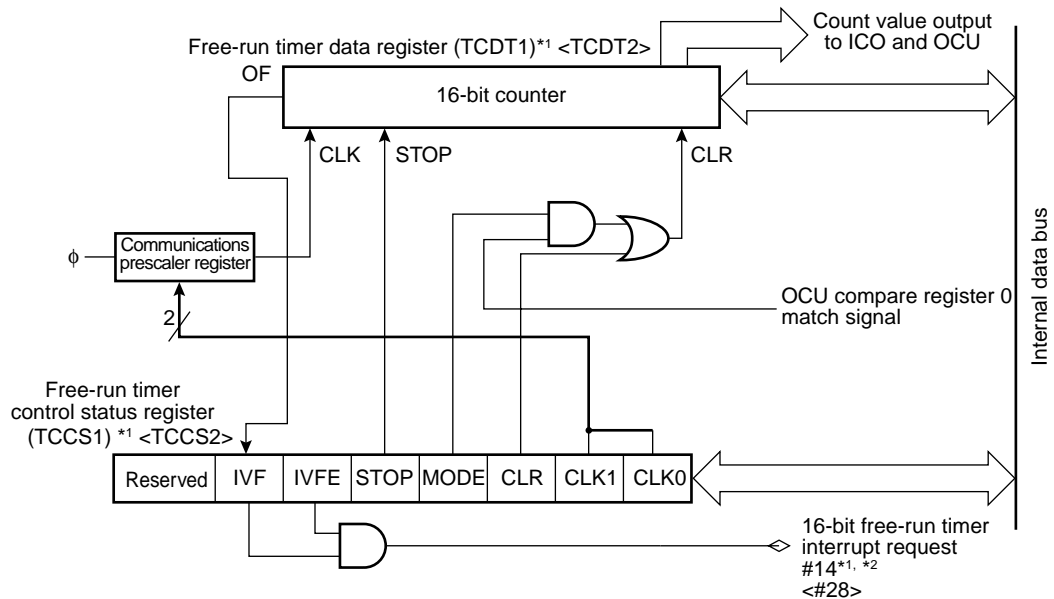 Count value output
to ICO and OCU
Free-run timer data register (TCDT1)*1 <TCDT2>
OF
16-bit counter
CLK
STOP
CLR
ϕ
Communications
prescaler register
2
OCU compare register 0
match signal
Internal data bus
Free-run timer
control status register
(TCCS1) *1 <TCCS2>
Reserved IVF IVFE STOP MODE CLR CLK1 CLK0
16-bit free-run timer
interrupt request
#14*1, *2
<#28>